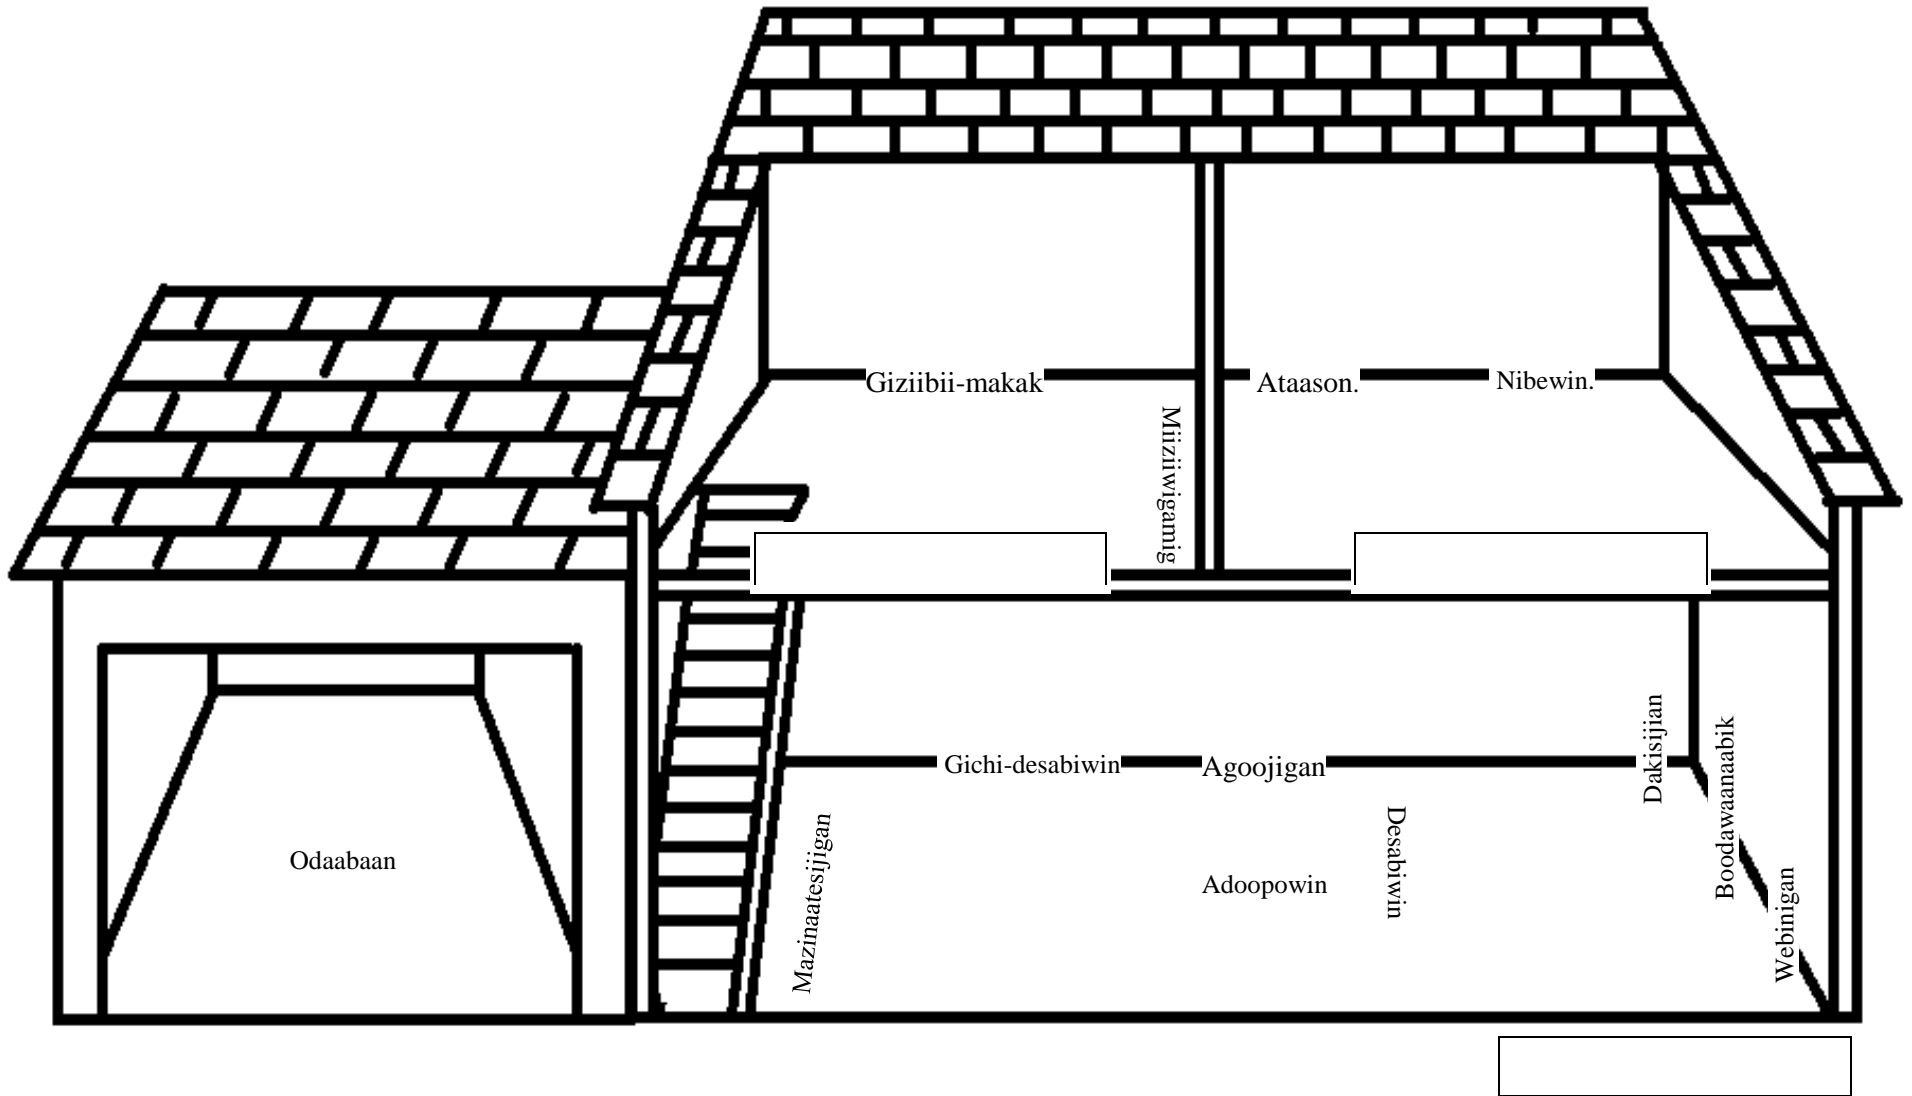 Giziibii-makak
Ataason.
Nibewin.
Miiziiwigamig
Gichi-desabiwin
Agoojigan
Dakisijian
Boodawaanaabik
Mazinaatesijigan
Desabiwin
Odaabaan
Adoopowin
Webinigan